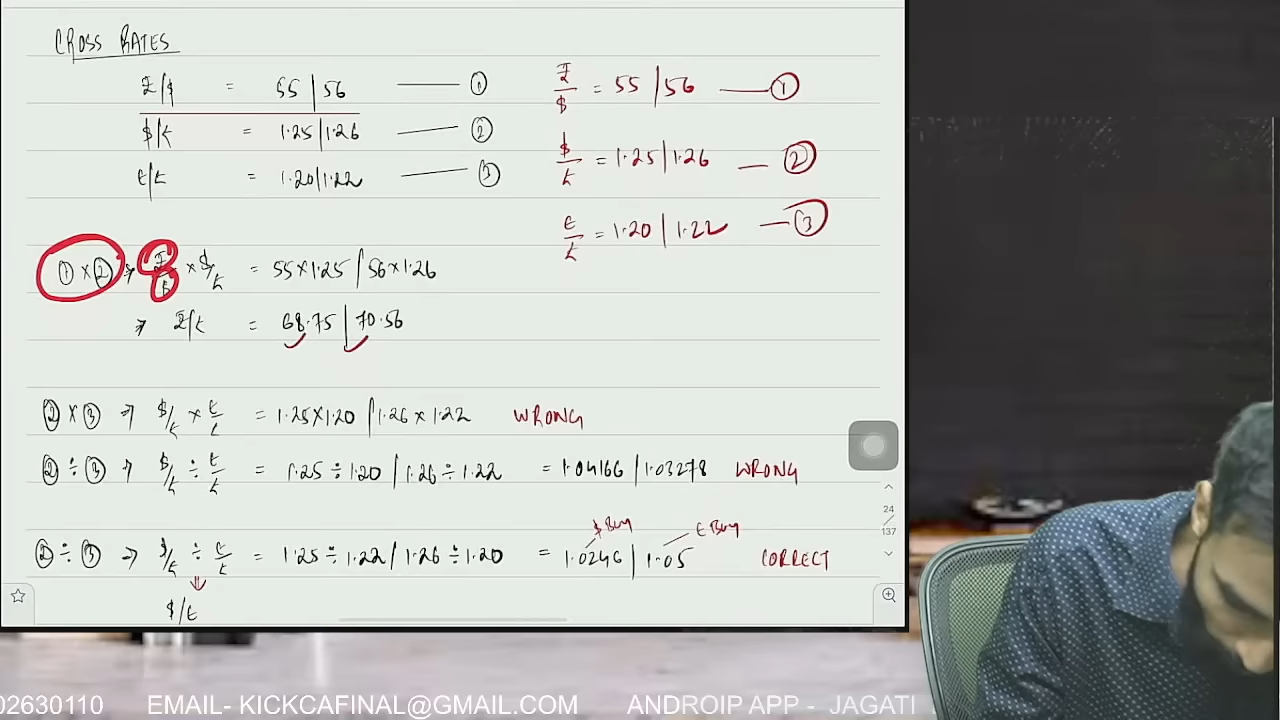 CROSS RATES
₹/$ = 55 | 56 —— ①
$/£ = 1.25 | 1.26 —— ②
€/£ = 1.20 | 1.22 —— ③
₹/$ = 55 | 56 —— ①
$/£ = 1.25 | 1.26 — ②
€/£ = 1.20 | 1.22 — ③
① × ② ⇒ ₹/$ × $/£ = 55×1.25 | 56×1.26
⇒ ₹/£ = 68.75 | 70.56
② × ③ ⇒ $/£ × €/£ = 1.25×1.20 | 1.26 × 1.22 WRONG
② ÷ ③ ⇒ $/£ ÷ €/£ = 1.25 ÷ 1.20 | 1.26 ÷ 1.22 = 1.04166 | 1.03278 WRONG
$ Buy € Buy
② ÷ ③ ⇒ $/£ ÷ €/£ = 1.25 ÷ 1.22 | 1.26 ÷ 1.20 = 1.0246 | 1.05 CORRECT
$/€
24
/
137
02630110 EMAIL- KICKCAFINAL@GMAIL.COM ANDROIP APP - JAGATI